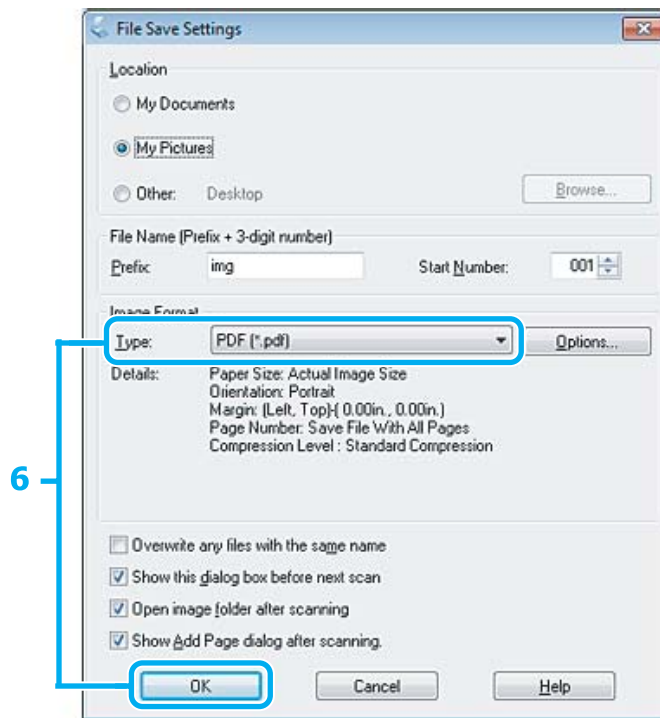 File Save Settings
Location
My Documents
My Pictures
Other: Desktop Browse...
File Name (Prefix + 3-digit number)
Prefix: img Start Number: 001
Image Format
Type: PDF (*.pdf) Options...
Details: Paper Size: Actual Image Size
Orientation: Portrait
Margin: (Left, Top)-( 0.00in., 0.00in.)
Page Number: Save File With All Pages
Compression Level : Standard Compression
6
Overwrite any files with the same name
Show this dialog box before next scan
Open image folder after scanning
Show Add Page dialog after scanning.
OK Cancel Help